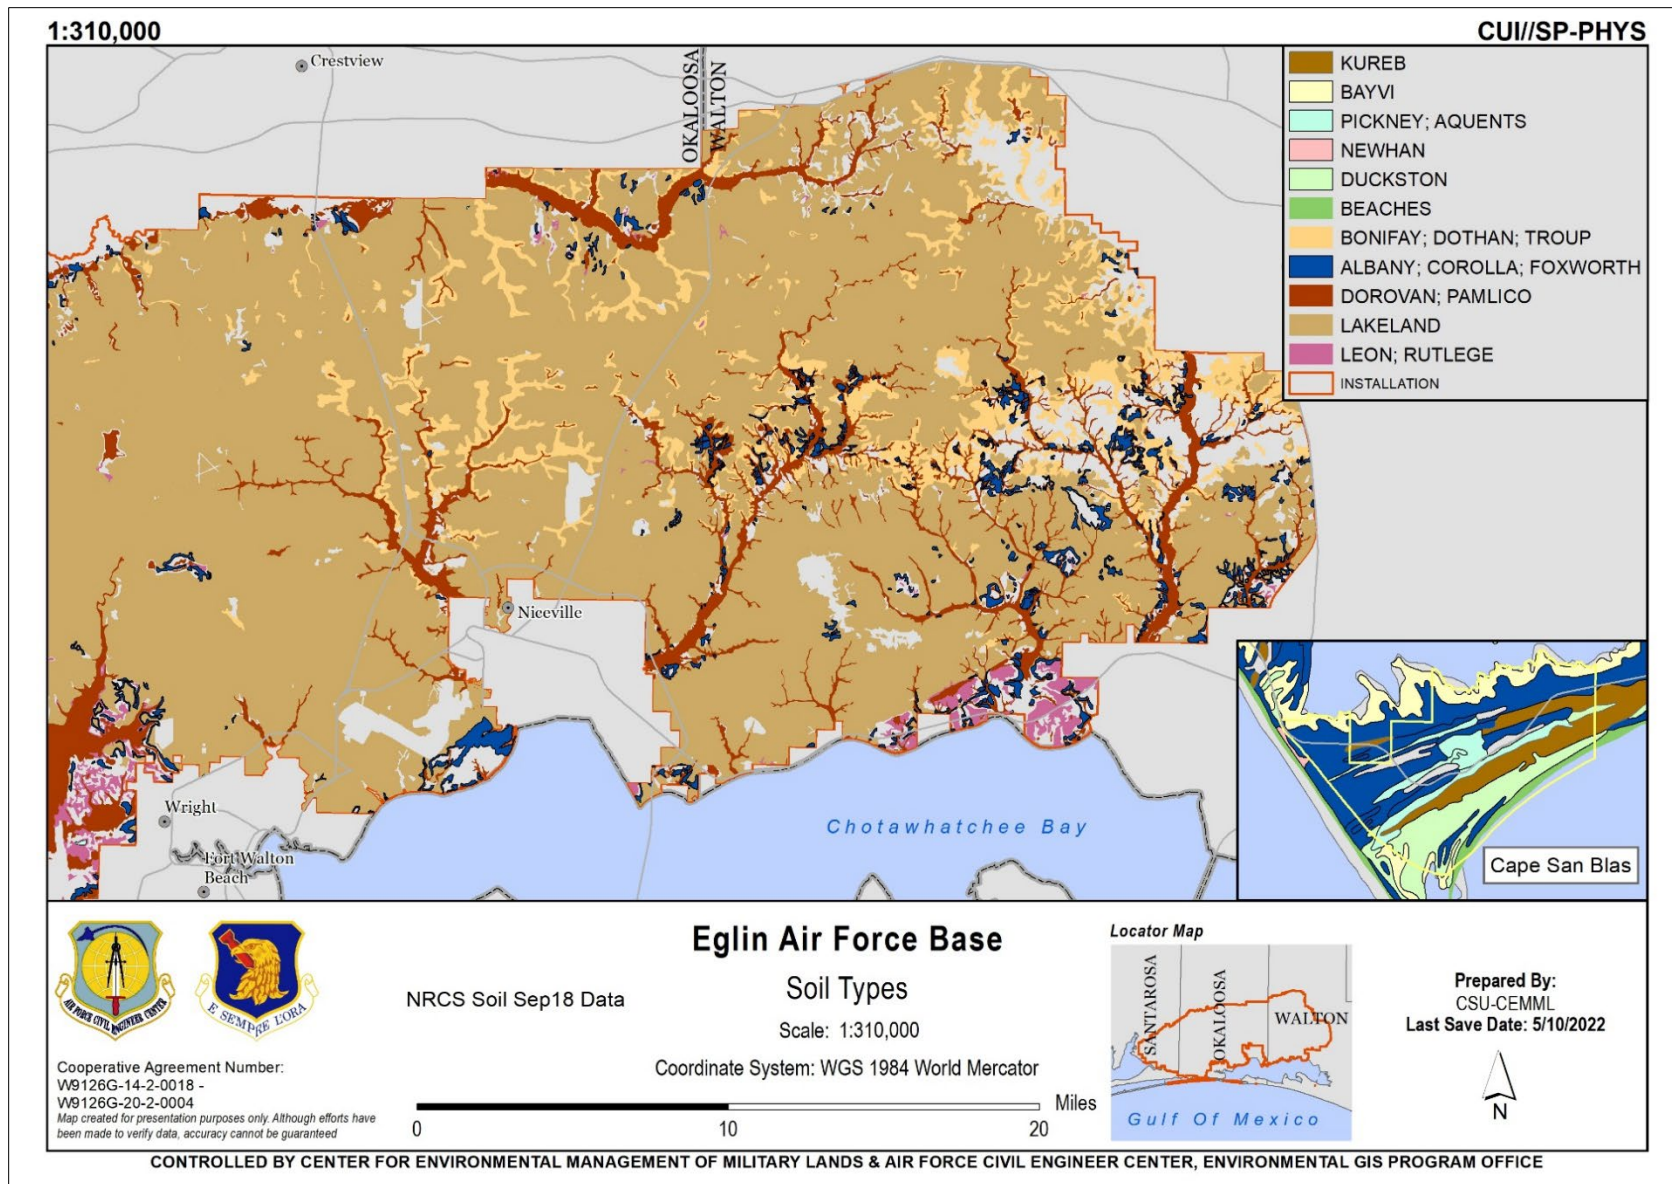 1:310,000
CUI//SP-PHYS
Crestview
OKALOOSA
WALTON
KUREB
BAYVI
PICKNEY; AQUENTS
NEWHAN
DUCKSTON
BEACHES
BONIFAY; DOTHAN; TROUP
ALBANY; COROLLA; FOXWORTH
DOROVAN; PAMLICO
LAKELAND
LEON; RUTLEGE
INSTALLATION
Niceville
Wright
Fort Walton
Beach
Chotawhatchee Bay
Cape San Blas
AIR FORCE CIVIL ENGINEER CENTER
E SEMPRE L'ORA
Cooperative Agreement Number:
W9126G-14-2-0018 -
W9126G-20-2-0004
Map created for presentation purposes only. Although efforts have
been made to verify data, accuracy cannot be guaranteed
NRCS Soil Sep18 Data
Eglin Air Force Base
Soil Types
Scale: 1:310,000
Coordinate System: WGS 1984 World Mercator
Miles
0 10 20
Locator Map
SANTAROSA
OKALOOSA
WALTON
Gulf Of Mexico
Prepared By:
CSU-CEMML
Last Save Date: 5/10/2022
N
CONTROLLED BY CENTER FOR ENVIRONMENTAL MANAGEMENT OF MILITARY LANDS & AIR FORCE CIVIL ENGINEER CENTER, ENVIRONMENTAL GIS PROGRAM OFFICE